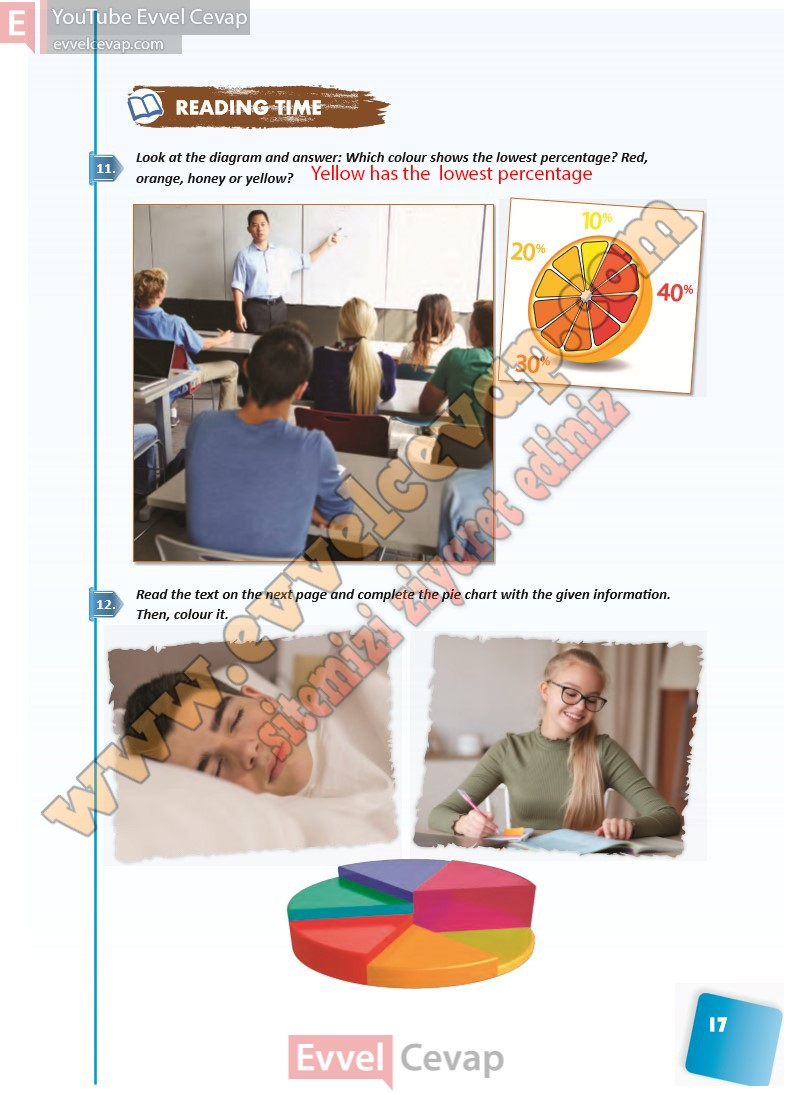 E
YouTube Evvel Cevap
evvelcevap.com
READING TIME
11.
Look at the diagram and answer: Which colour shows the lowest percentage? Red,
orange, honey or yellow?
Yellow has the lowest percentage
10%
20%
40%
30%
www.evvelcevap.com
sitemizi ziyaret ediniz
12.
Read the text on the next page and complete the pie chart with the given information.
Then, colour it.
17
Evvel Cevap